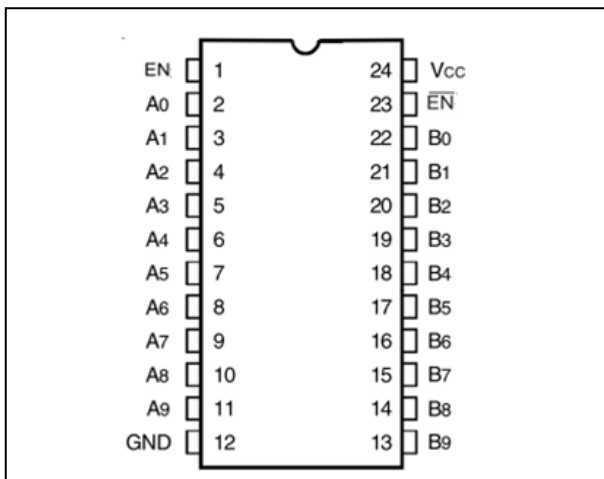 EN 1 24 Vcc
A0 2 23 E̅N̅
A1 3 22 B0
A2 4 21 B1
A3 5 20 B2
A4 6 19 B3
A5 7 18 B4
A6 8 17 B5
A7 9 16 B6
A8 10 15 B7
A9 11 14 B8
GND 12 13 B9